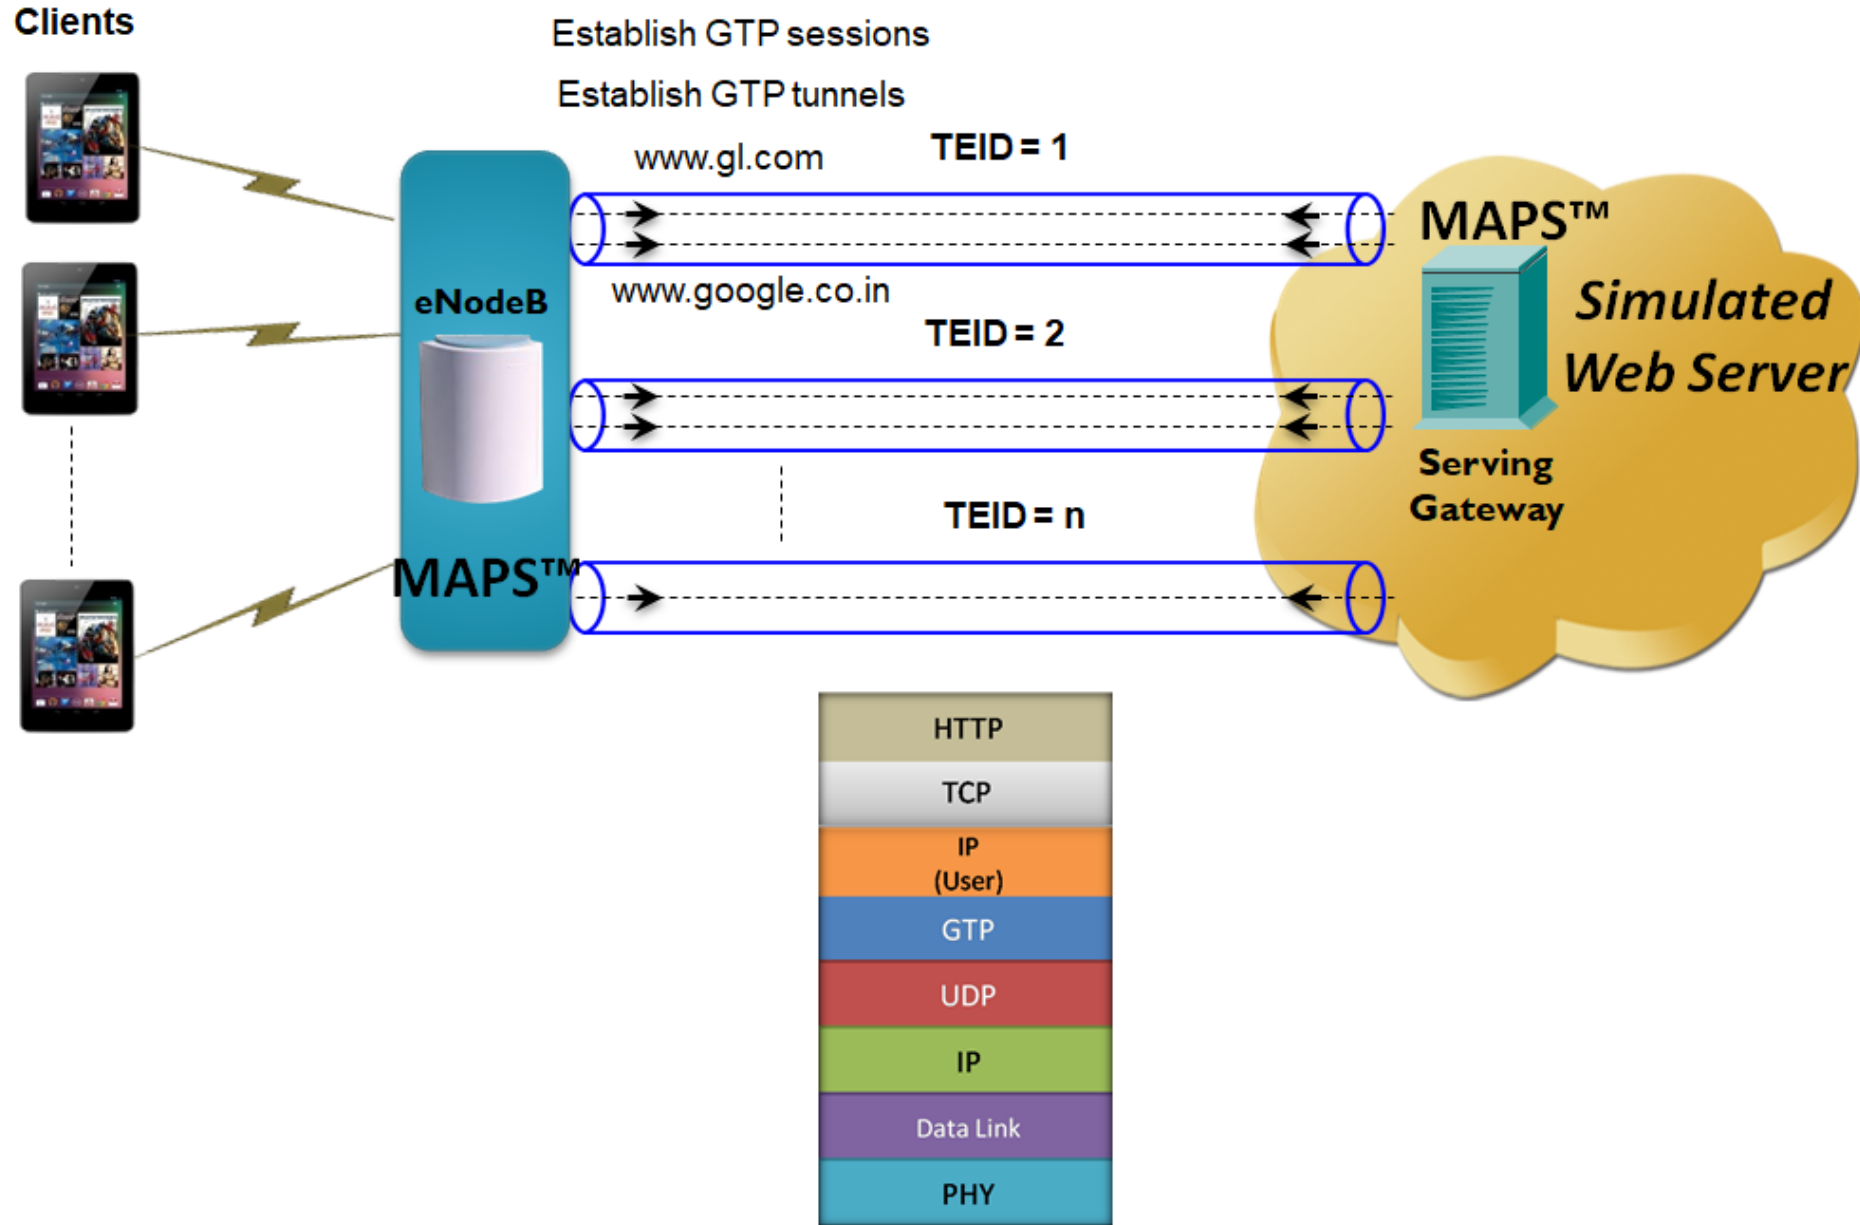 Clients
Establish GTP sessions
Establish GTP tunnels
www.gl.com
TEID = 1
www.google.co.in
TEID = 2
TEID = n
eNodeB
MAPS™
MAPS™
Simulated
Web Server
Serving
Gateway
HTTP
TCP
IP
(User)
GTP
UDP
IP
Data Link
PHY